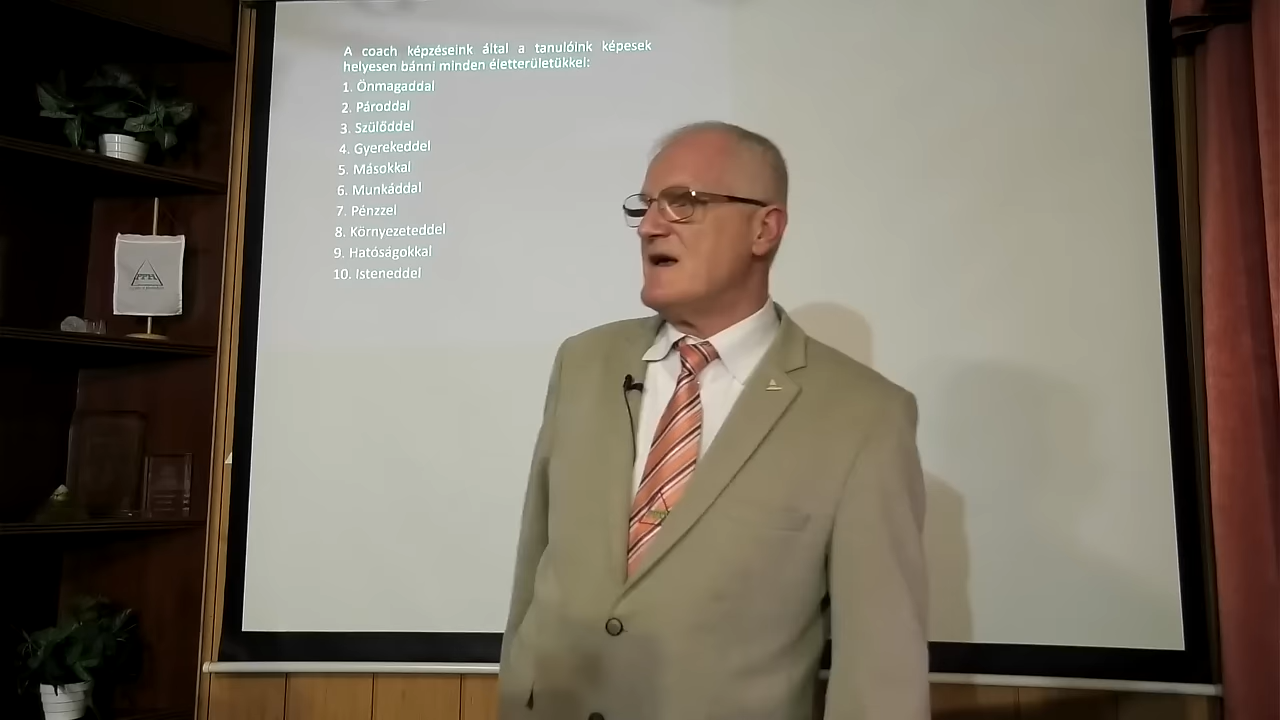 A coach képzéseink által a tanulóink képesek
helyesen bánni minden életterületükkel:
1. Önmagaddal
2. Pároddal
3. Szülőddel
4. Gyerekeddel
5. Másokkal
6. Munkáddal
7. Pénzzel
8. Környezeteddel
9. Hatóságokkal
10. Isteneddel